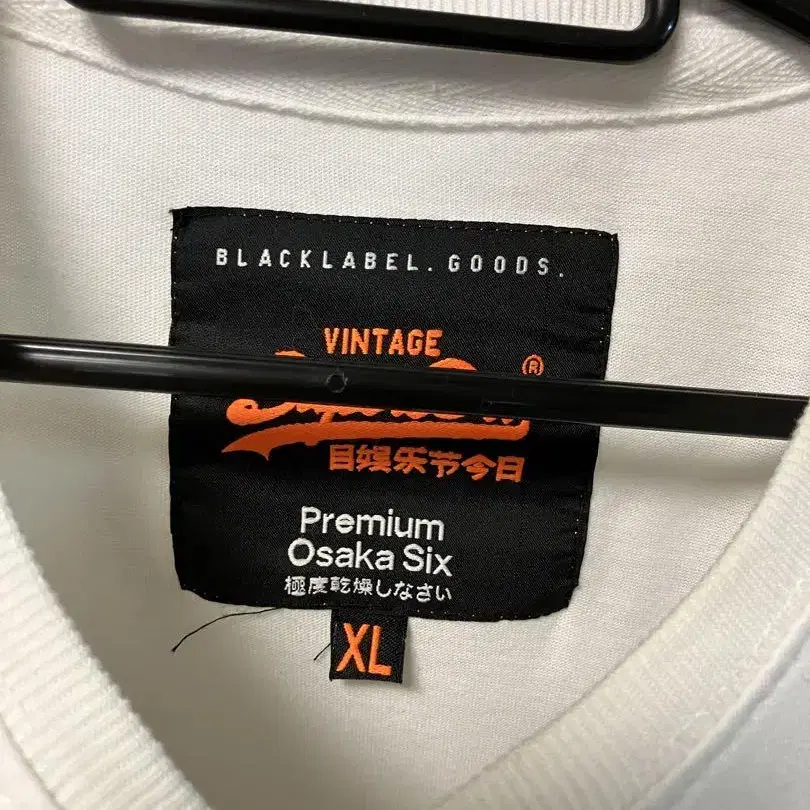 BLACKLABEL.GOODS.
VINTAGE
®
目娱乐节今日
Premium
Osaka Six
極度乾燥しなさい
XL